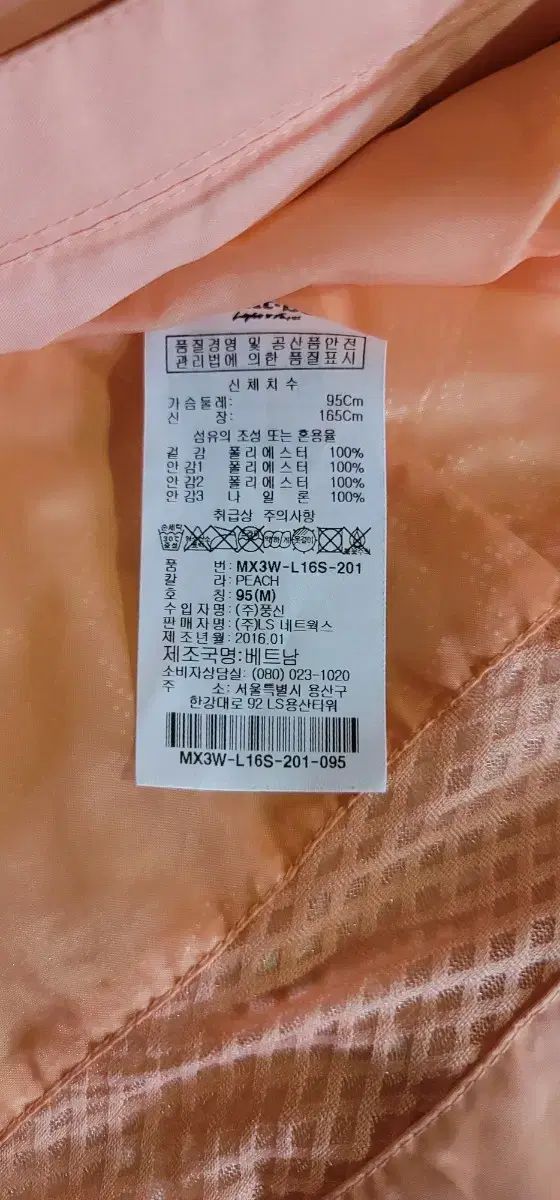 품질경영 및 공산품안전
관리법에 의한 품질표시
신체치수
가슴둘레: 95Cm
신 장: 165Cm
섬유의 조성 또는 혼용율
겉 감 폴리에스터 100%
안감1 폴리에스터 100%
안감2 폴리에스터 100%
안감3 나 일 론 100%
취급상 주의사항
손세탁
30℃
중성
품 번: MX3W-L16S-201
칼 라: PEACH
호 칭: 95(M)
수입자명: (주)풍신
판매자명: (주)LS 네트웍스
제조년월: 2016.01
제조국명:베트남
소비자상담실: (080) 023-1020
주 소: 서울특별시 용산구
한강대로 92 LS용산타워
MX3W-L16S-201-095